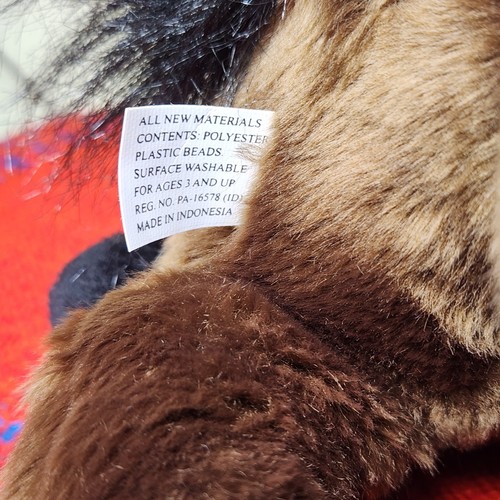 ALL NEW MATERIALS
CONTENTS: POLYESTER
PLASTIC BEADS.
SURFACE WASHABLE
FOR AGES 3 AND UP
REG. NO. PA-16578 (ID)
MADE IN INDONESIA